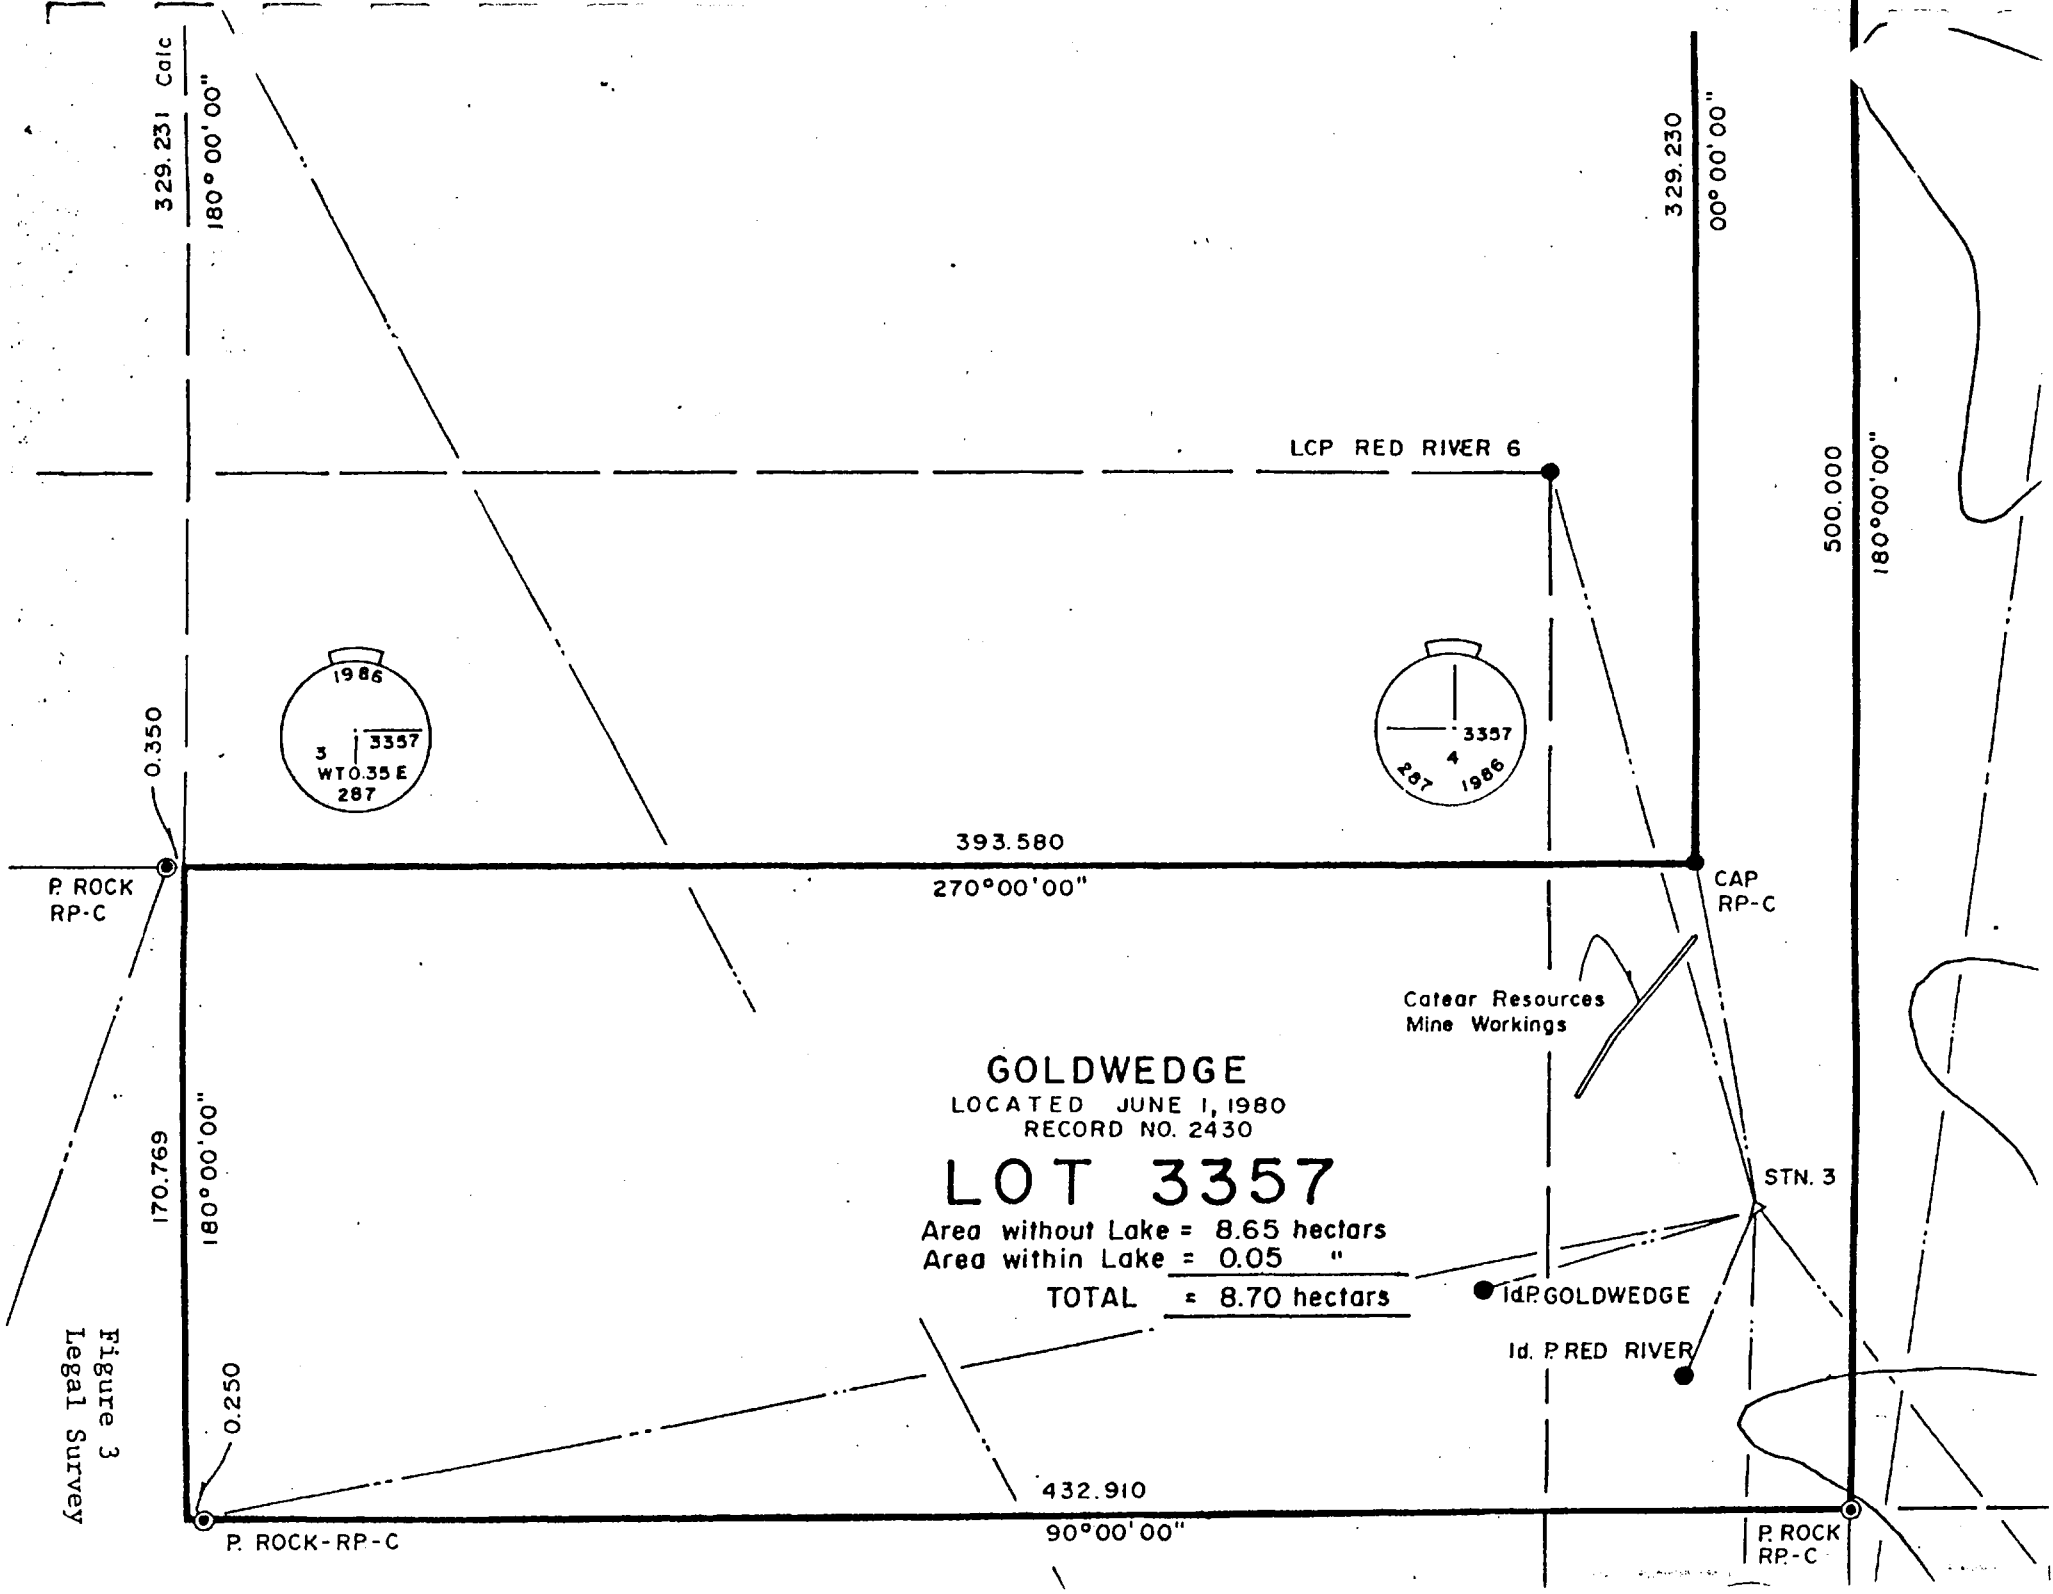 329.231 Calc
180°00'00"
329.230
00°00'00"
500.000
180°00'00"
LCP RED RIVER 6
1986
3357
3
WT0.35E
287
3357
4
287 1986
0.350
P. ROCK
RP-C
393.580
270°00'00"
CAP
RP-C
Catear Resources
Mine Workings
GOLDWEDGE
LOCATED JUNE 1, 1980
RECORD NO. 2430
LOT 3357
Area without Lake = 8.65 hectars
Area within Lake = 0.05 "
TOTAL = 8.70 hectars
170.769
180°00'00"
STN. 3
Id.P. GOLDWEDGE
Id. P. RED RIVER
0.250
432.910
90°00'00"
P. ROCK-RP-C
P. ROCK
RP.-C
Figure 3
Legal Survey